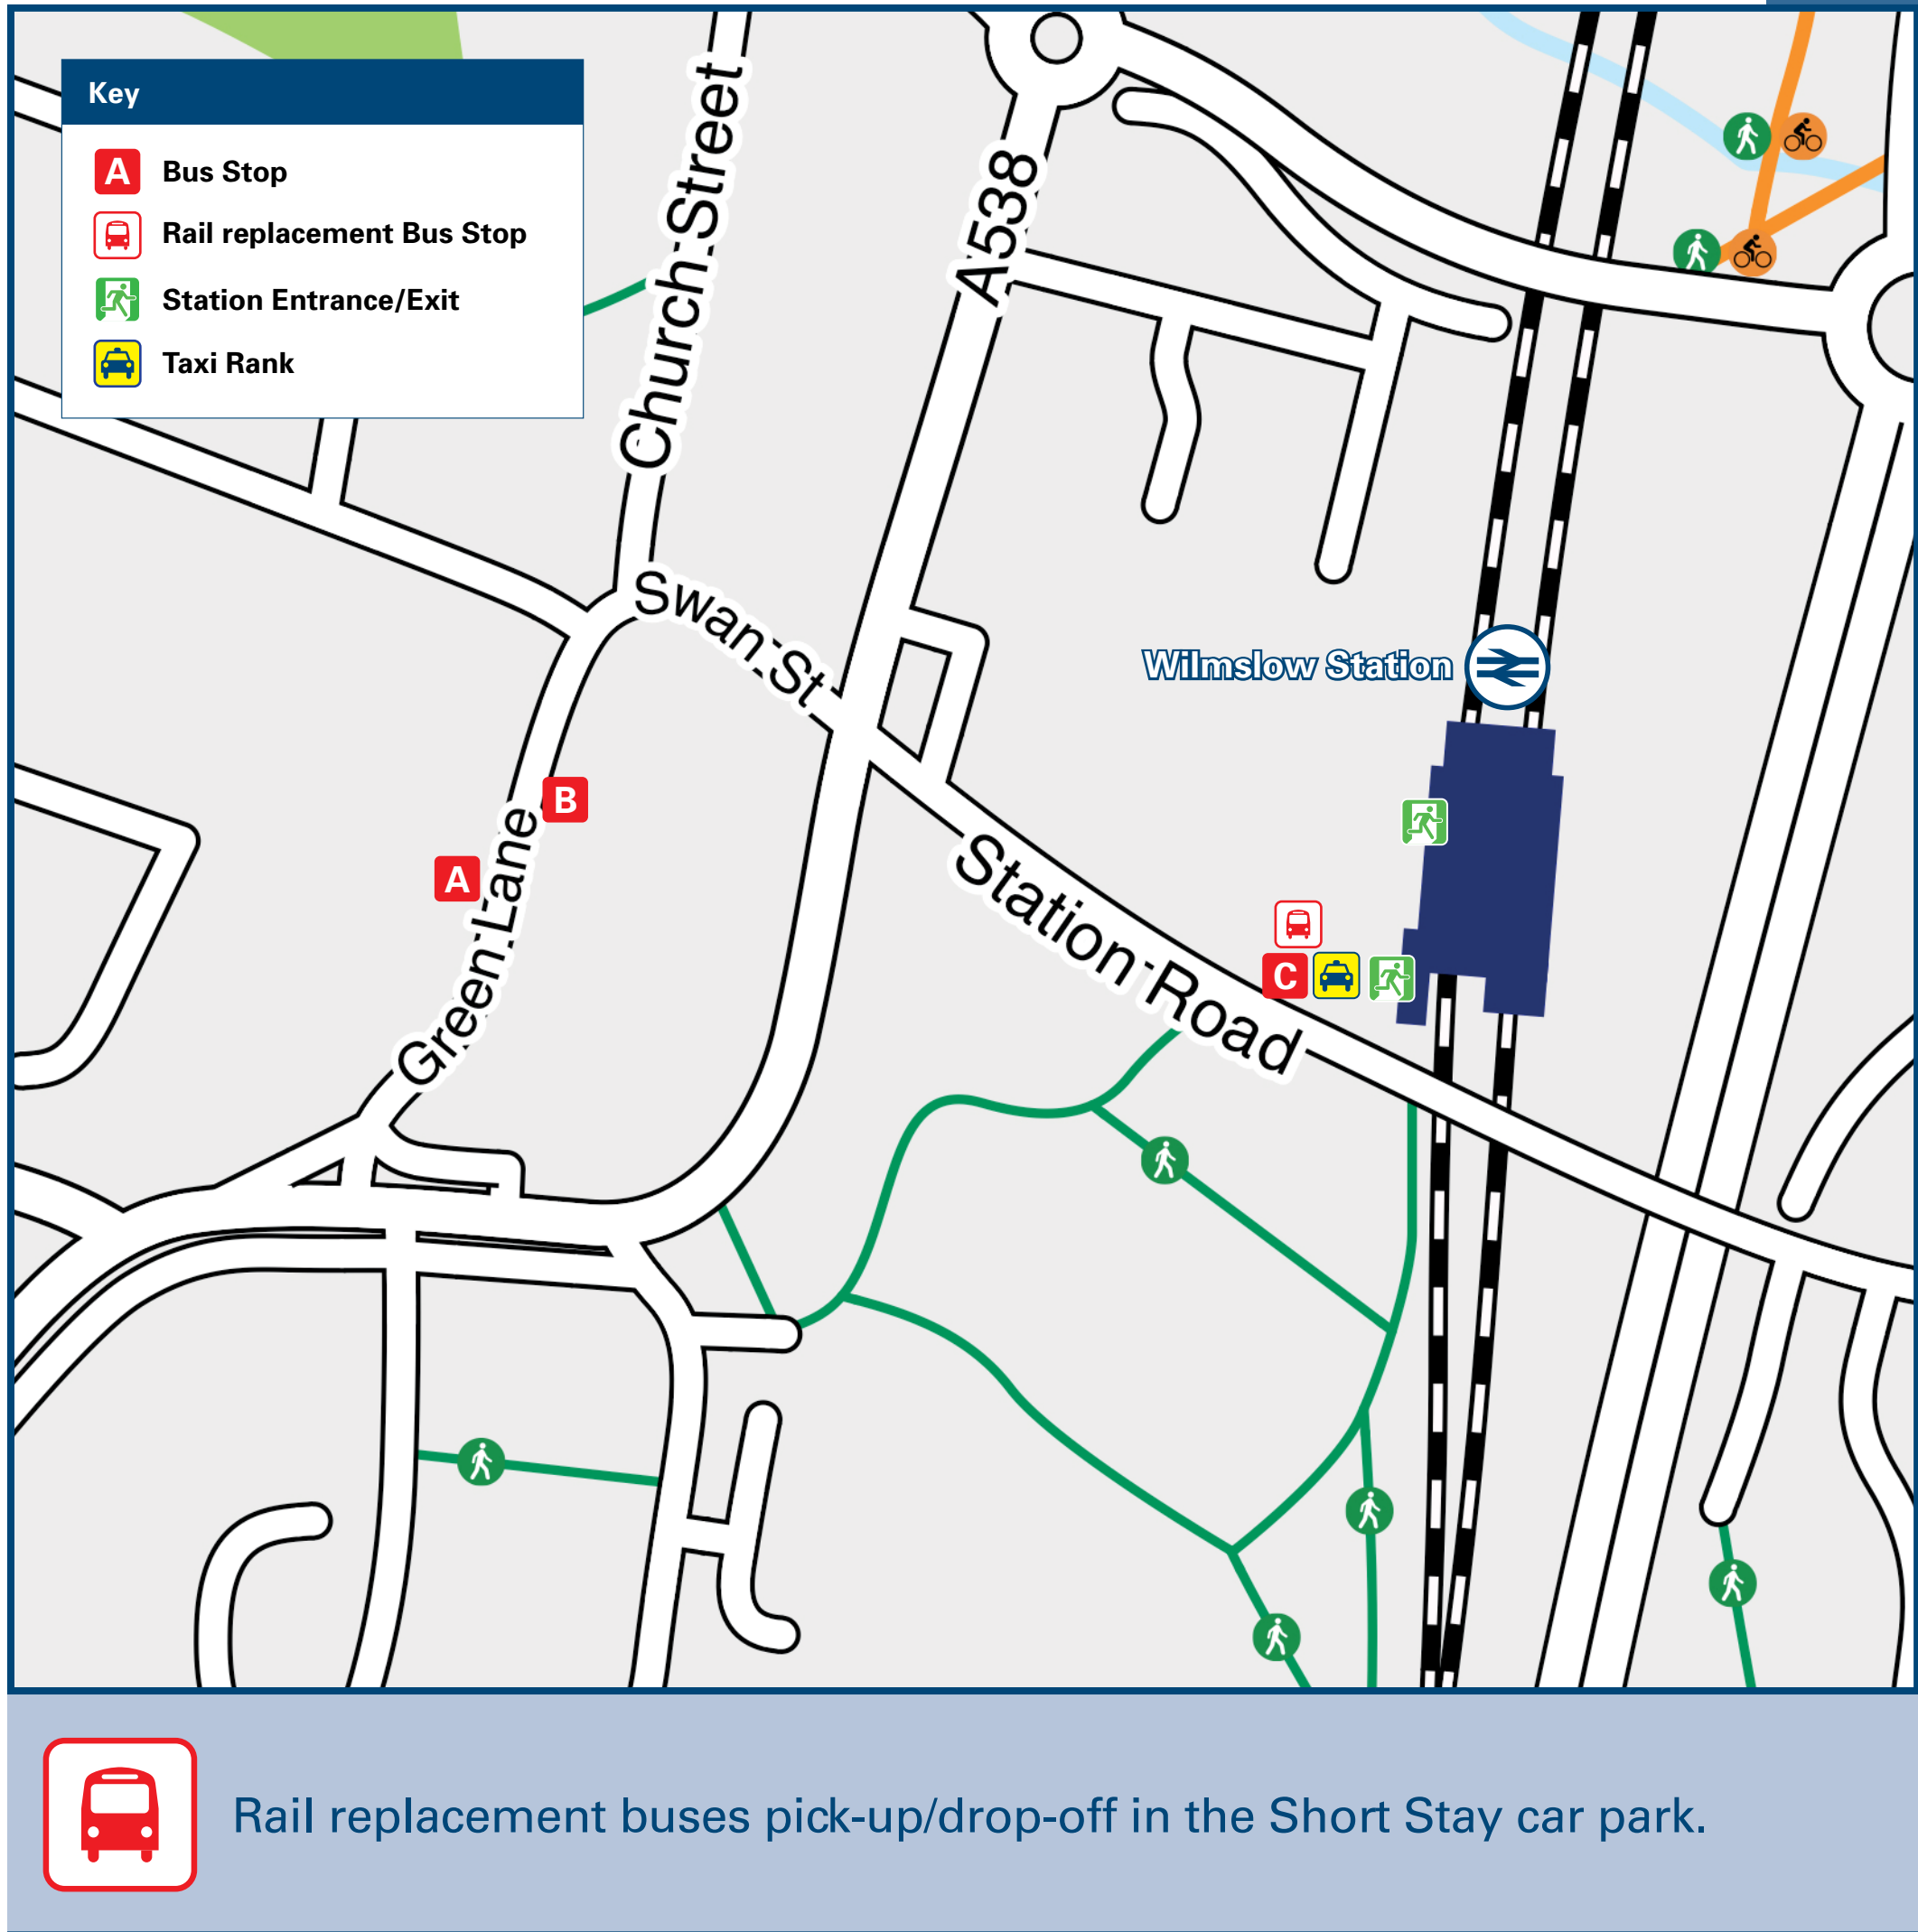 Key
A Bus Stop
Rail replacement Bus Stop
Station Entrance/Exit
Taxi Rank
Church Street
A538
Swan St
Wilmslow Station
B
A
Green Lane
Station Road
C
Rail replacement buses pick-up/drop-off in the Short Stay car park.